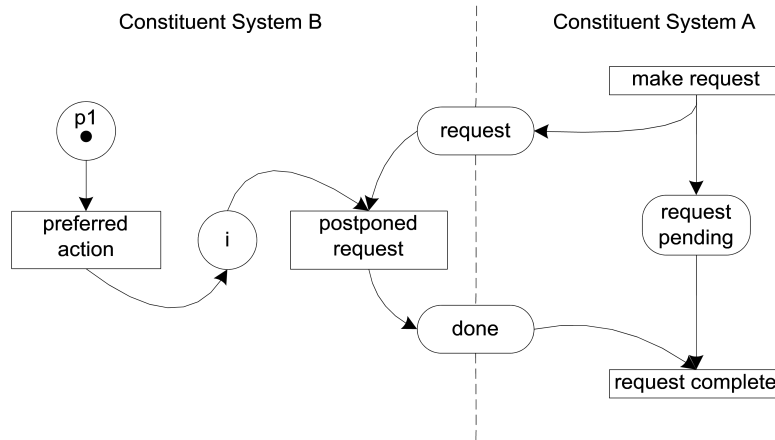 Constituent System B
Constituent System A
make request
p1
request
preferred
action
i
postponed
request
request
pending
done
request complete